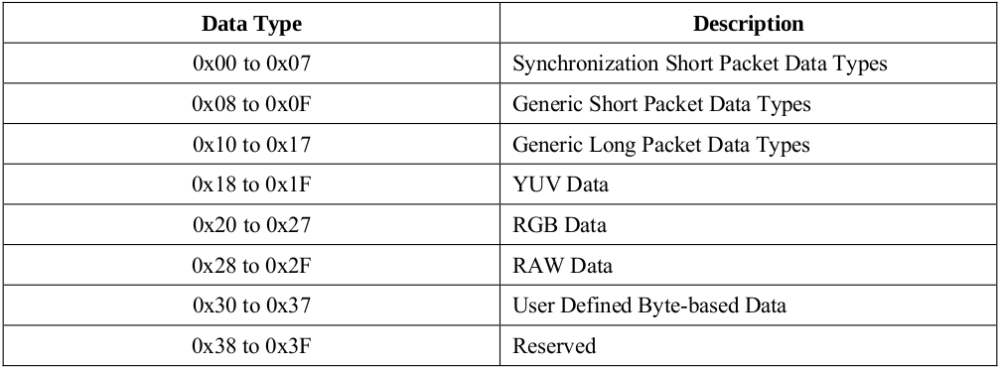 Data Type Description
0x00 to 0x07 Synchronization Short Packet Data Types
0x08 to 0x0F Generic Short Packet Data Types
0x10 to 0x17 Generic Long Packet Data Types
0x18 to 0x1F YUV Data
0x20 to 0x27 RGB Data
0x28 to 0x2F RAW Data
0x30 to 0x37 User Defined Byte-based Data
0x38 to 0x3F Reserved